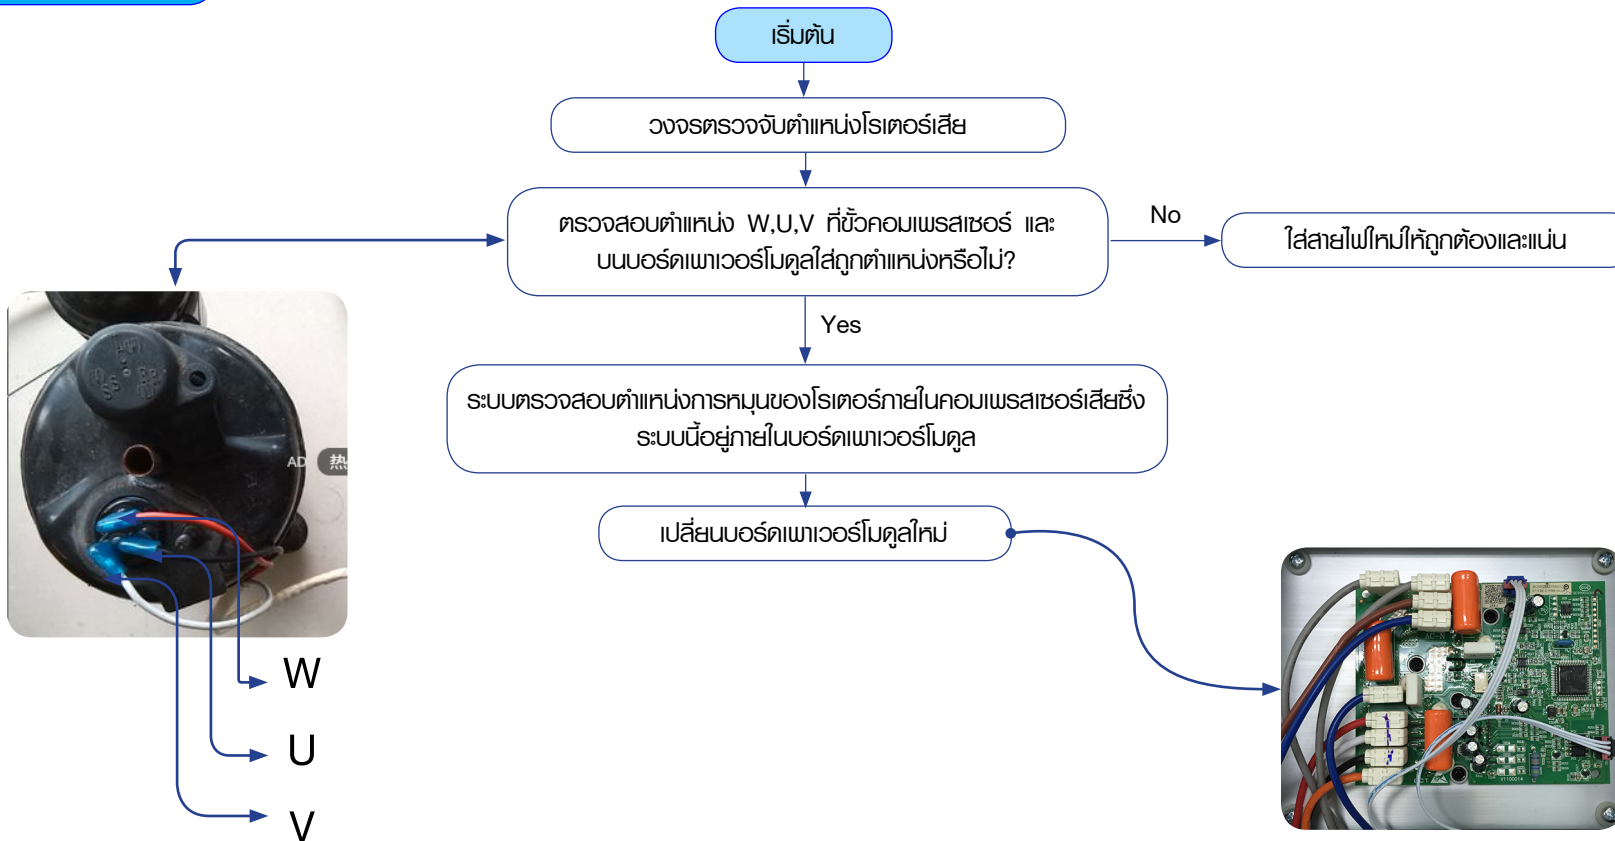 เริ่มต้น
วงจรตรวจจับตำแหน่งโรเตอร์เสีย
ตรวจสอบตำแหน่ง W,U,V ที่ขั้วคอมเพรสเซอร์ และ
บนบอร์ดเพาเวอร์โมดูลใส่ถูกตำแหน่งหรือไม่?
No
ใส่สายไฟใหม่ให้ถูกต้องและแน่น
Yes
ระบบตรวจสอบตำแหน่งการหมุนของโรเตอร์ภายในคอมเพรสเซอร์เสียซึ่ง
ระบบนี้อยู่ภายในบอร์ดเพาเวอร์โมดูล
เปลี่ยนบอร์ดเพาเวอร์โมดูลใหม่
AD 热
W
U
V